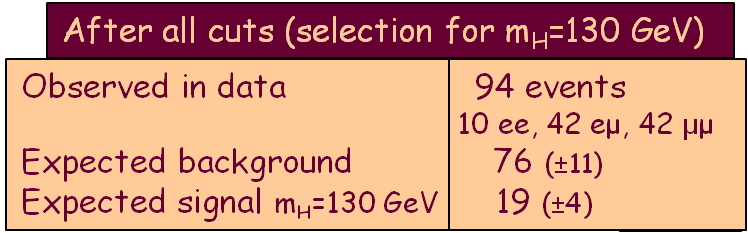 After all cuts (selection for mH=130 GeV)
Observed in data 94 events
10 ee, 42 eμ, 42 μμ
Expected background 76 (±11)
Expected signal mH=130 GeV 19 (±4)